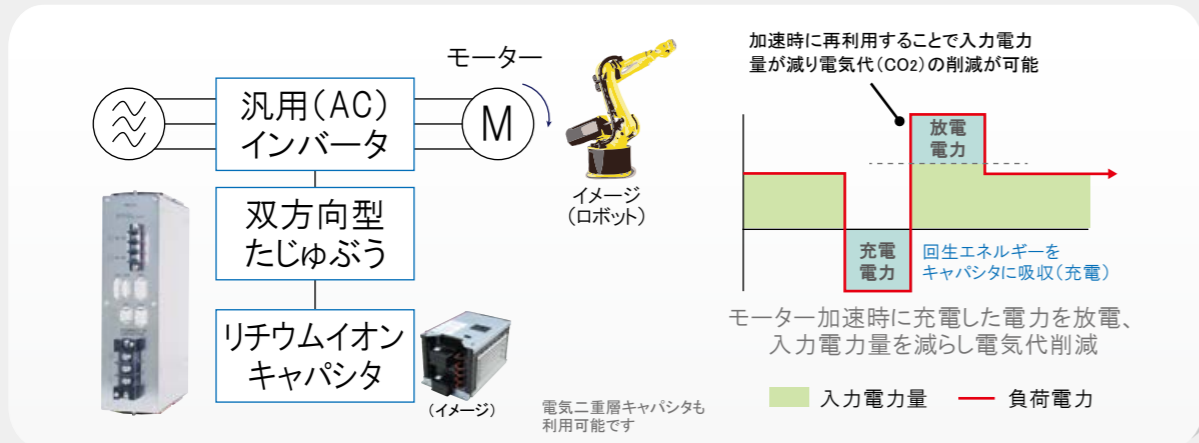 モーター
汎用(AC)
インバータ
M
双方向型
たじゅぶう
リチウムイオン
キャパシタ
イメージ
(ロボット)
(イメージ)
電気二重層キャパシタも
利用可能です
加速時に再利用することで入力電力
量が減り電気代(CO2)の削減が可能
放電
電力
充電
電力
回生エネルギーを
キャパシタに吸収(充電)
モーター加速時に充電した電力を放電、
入力電力量を減らし電気代削減
入力電力量
負荷電力